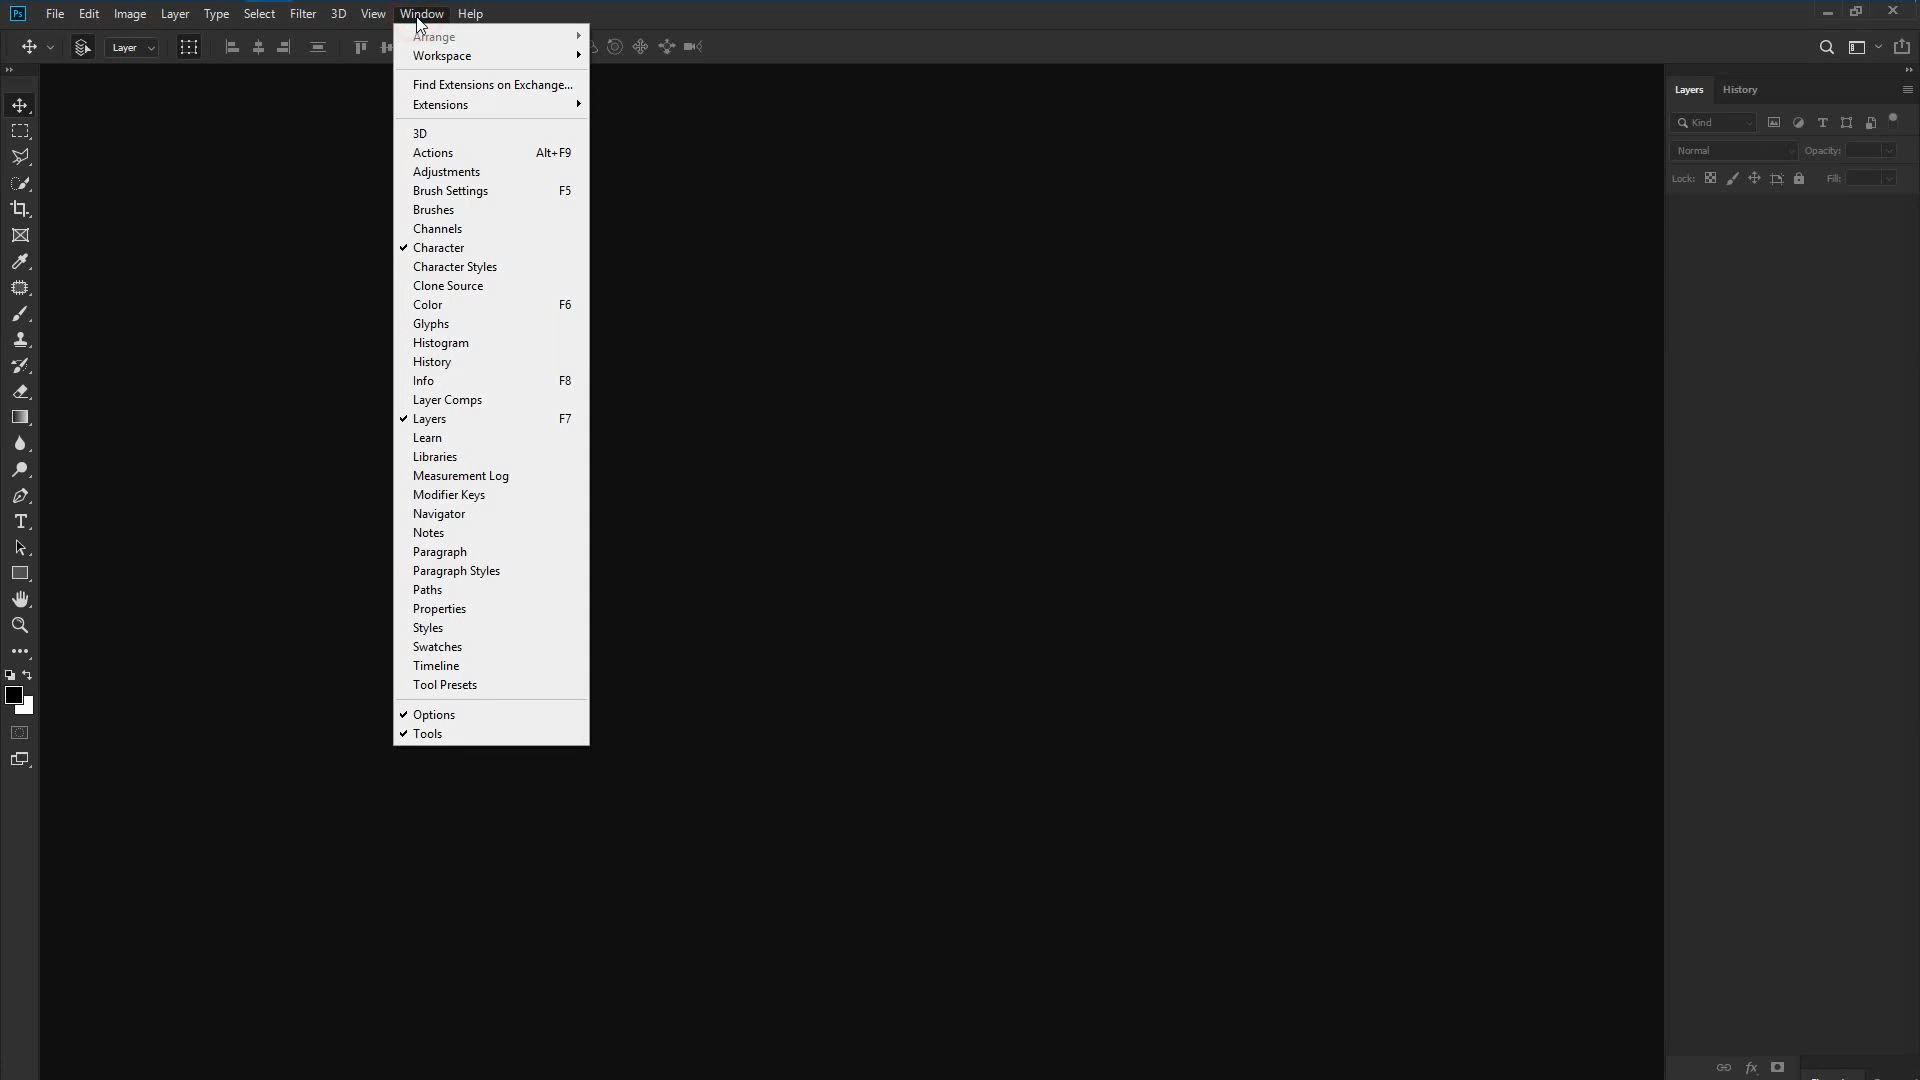 Ps File Edit Image Layer Type Select Filter 3D View Window Help
Layer
Arrange
Workspace
Find Extensions on Exchange...
Extensions
3D
Actions Alt+F9
Adjustments
Brush Settings F5
Brushes
Channels
Character
Character Styles
Clone Source
Color F6
Glyphs
Histogram
History
Info F8
Layer Comps
Layers F7
Learn
Libraries
Measurement Log
Modifier Keys
Navigator
Notes
Paragraph
Paragraph Styles
Paths
Properties
Styles
Swatches
Timeline
Tool Presets
Options
Tools
Layers History
Kind
Normal Opacity:
Lock: Fill:
fx